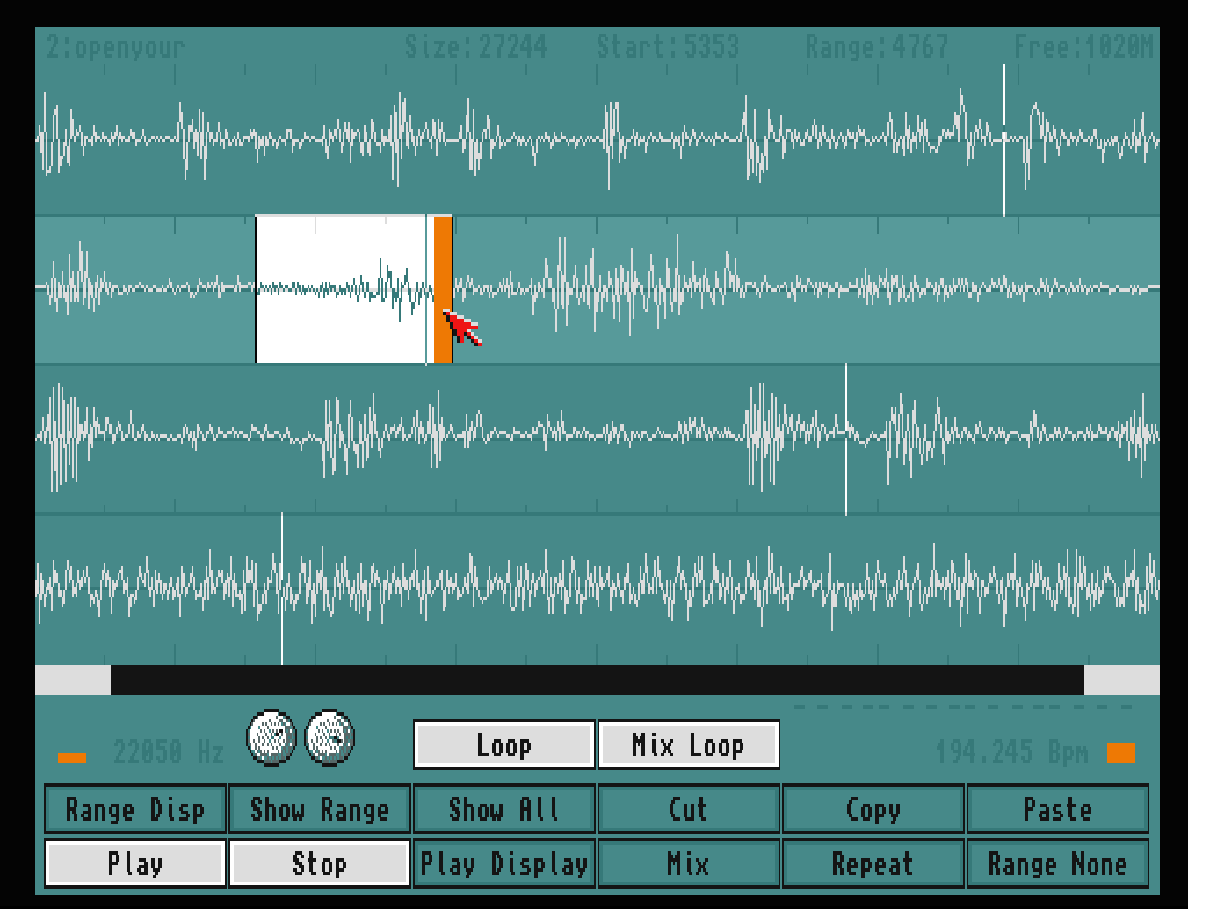 2:openyour Size:27244 Start:5353 Range:4767 Free:1020M
Loop Mix Loop
22050 Hz 194.245 Bpm
Range Disp Show Range Show All Cut Copy Paste
Play Stop Play Display Mix Repeat Range None